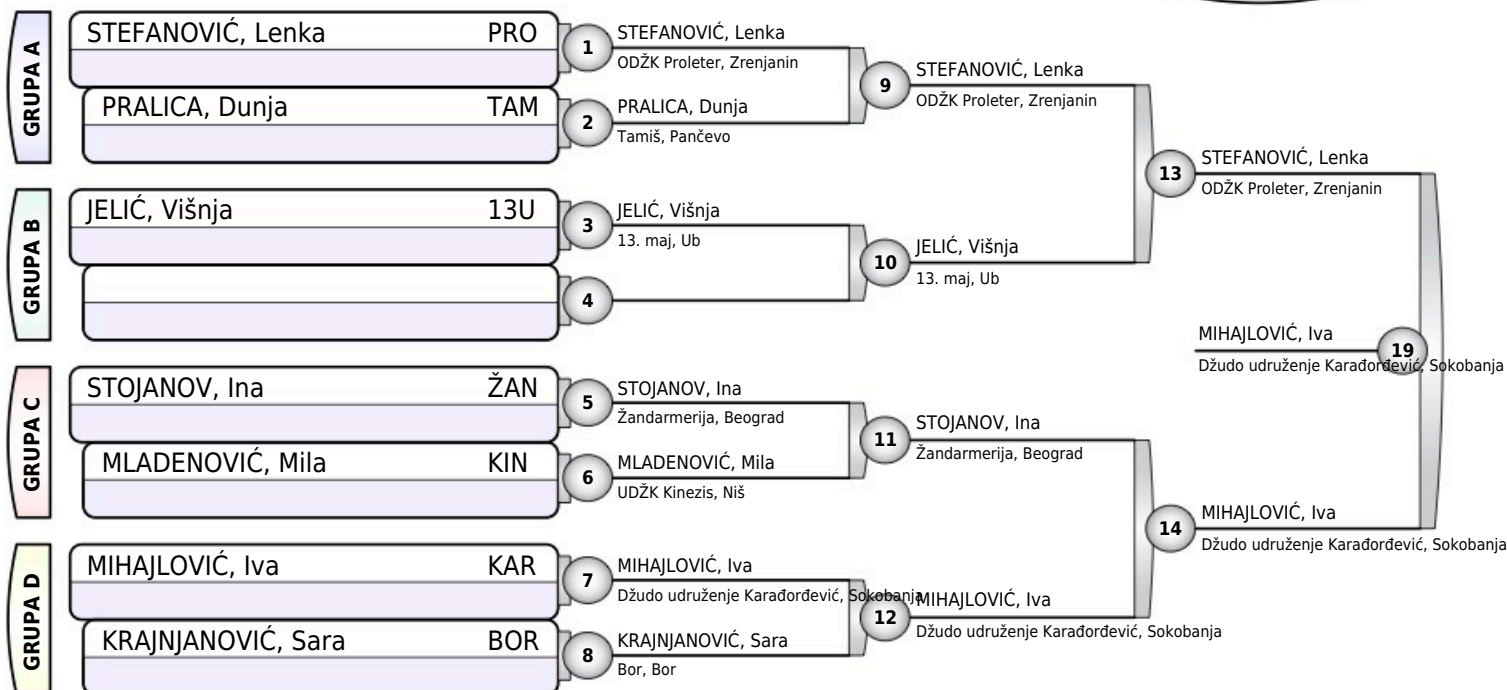 GRUPA A
STEFANOVIĆ, Lenka PRO
PRALICA, Dunja TAM
GRUPA B
JELIĆ, Višnja 13U
GRUPA C
STOJANOV, Ina ŽAN
MLADENOVIĆ, Mila KIN
GRUPA D
MIHAJLOVIĆ, Iva KAR
KRAJNJANOVIĆ, Sara BOR
1
STEFANOVIĆ, Lenka
ODŽK Proleter, Zrenjanin
2
PRALICA, Dunja
Tamiš, Pančevo
3
JELIĆ, Višnja
13. maj, Ub
4
5
STOJANOV, Ina
Žandarmerija, Beograd
6
MLADENOVIĆ, Mila
UDŽK Kinezis, Niš
7
MIHAJLOVIĆ, Iva
Džudo udruženje Karađorđević, Sokobanja
8
KRAJNJANOVIĆ, Sara
Bor, Bor
9
STEFANOVIĆ, Lenka
ODŽK Proleter, Zrenjanin
10
JELIĆ, Višnja
13. maj, Ub
11
STOJANOV, Ina
Žandarmerija, Beograd
12
MIHAJLOVIĆ, Iva
Džudo udruženje Karađorđević, Sokobanja
13
STEFANOVIĆ, Lenka
ODŽK Proleter, Zrenjanin
14
MIHAJLOVIĆ, Iva
Džudo udruženje Karađorđević, Sokobanja
19
MIHAJLOVIĆ, Iva
Džudo udruženje Karađorđević, Sokobanja